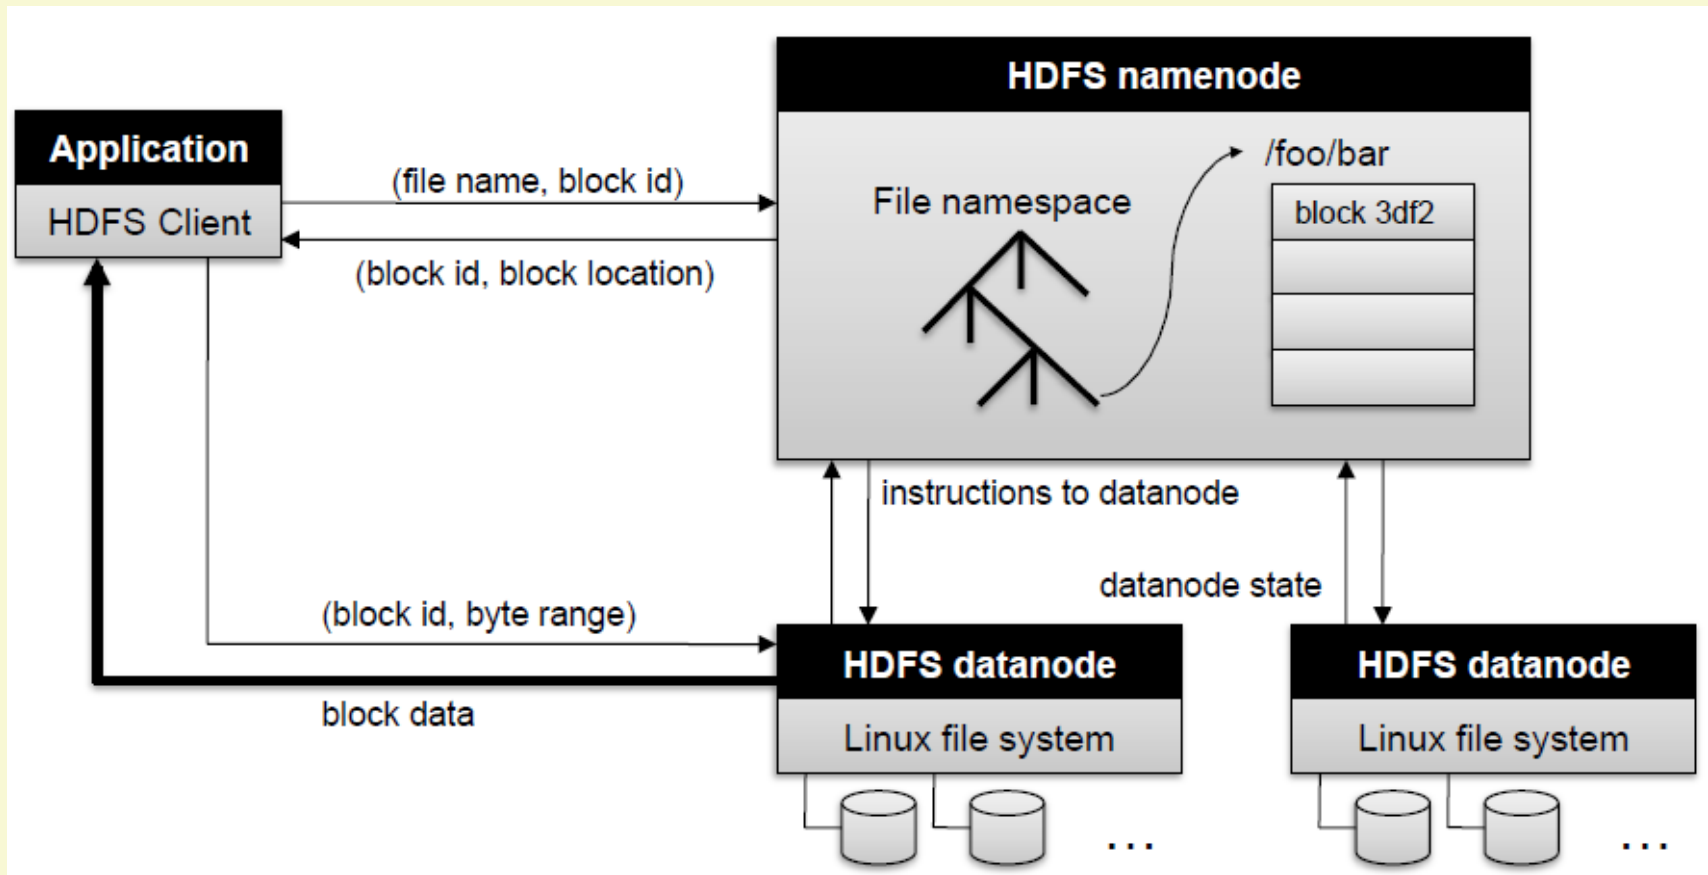 HDFS namenode
Application
HDFS Client
(file name, block id)
(block id, block location)
File namespace
/foo/bar
block 3df2
instructions to datanode
datanode state
(block id, byte range)
block data
HDFS datanode
Linux file system
...
HDFS datanode
Linux file system
...